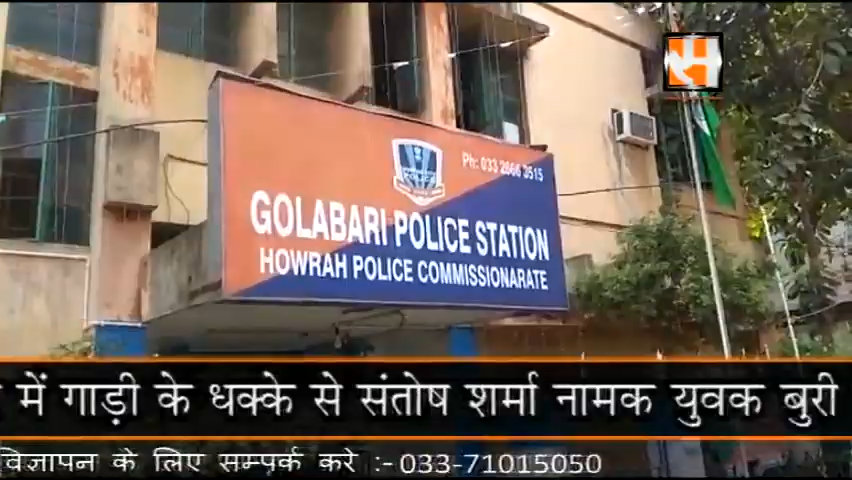 Ph: 033 2666 3515
GOLABARI POLICE STATION
HOWRAH POLICE COMMISSIONARATE
में गाड़ी के धक्के से संतोष शर्मा नामक युवक बुरी
विज्ञापन के लिए सम्पर्क करे :- 033-71015050